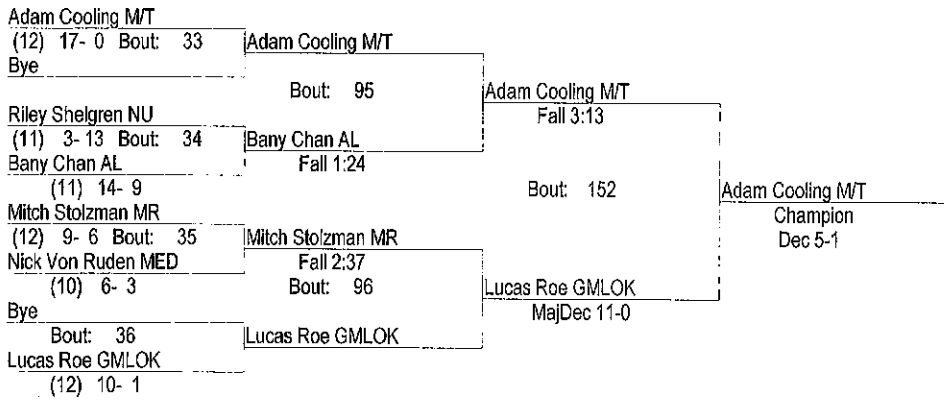 Adam Cooling M/T
(12) 17- 0 Bout: 33
Bye
Adam Cooling M/T
Bout: 95
Riley Shelgren NU
(11) 3- 13 Bout: 34
Bany Chan AL
(11) 14- 9
Bany Chan AL
Fall 1:24
Adam Cooling M/T
Fall 3:13
Bout: 152
Mitch Stolzman MR
(12) 9- 6 Bout: 35
Nick Von Ruden MED
(10) 6- 3
Mitch Stolzman MR
Fall 2:37
Bout: 96
Bye
Bout: 36
Lucas Roe GMLOK
(12) 10- 1
Lucas Roe GMLOK
Lucas Roe GMLOK
MajDec 11-0
Adam Cooling M/T
Champion
Dec 5-1